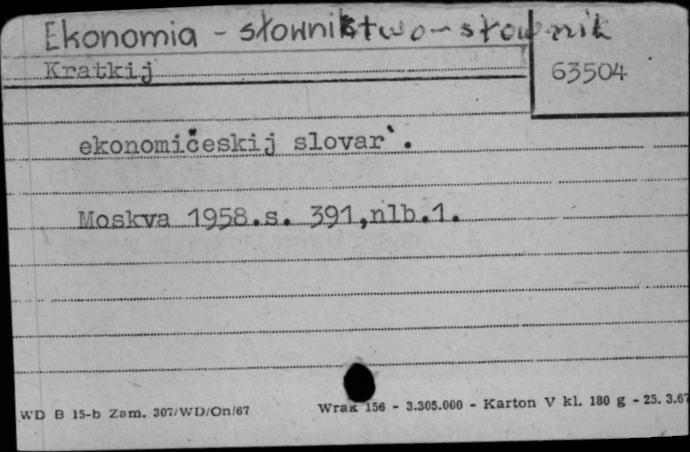 Ekonomia - słownictwo - słownik
63504
Kratkij
ekonomičeskij slovar`.
Moskva 1958.s. 391,nlb.1.
WD B 15-b Zam. 307/WD/On/67 Wrak 156 - 3.305.000 - Karton V kl. 180 g - 25. 3.67